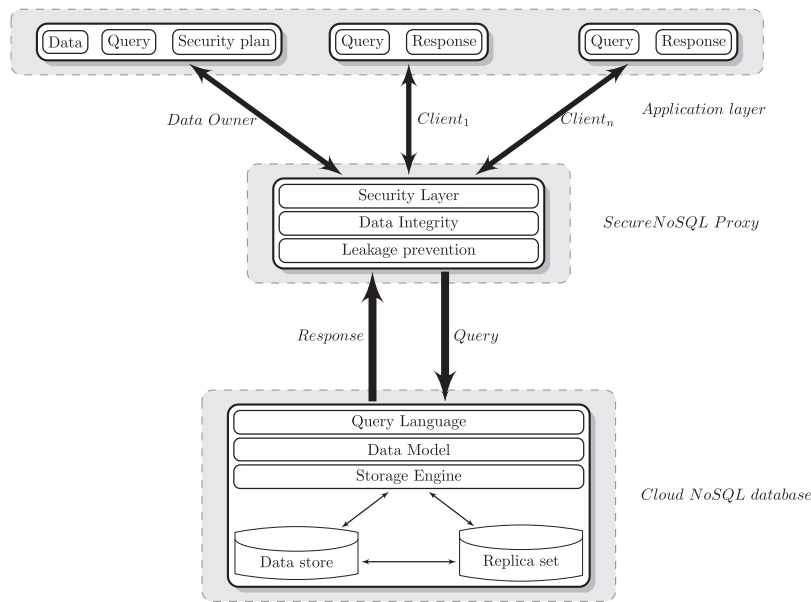 Data Query Security plan Query Response Query Response
Application layer
Data Owner Client1 Clientn
Security Layer
Data Integrity
Leakage prevention
SecureNoSQL Proxy
Response Query
Query Language
Data Model
Storage Engine
Cloud NoSQL database
Data store Replica set